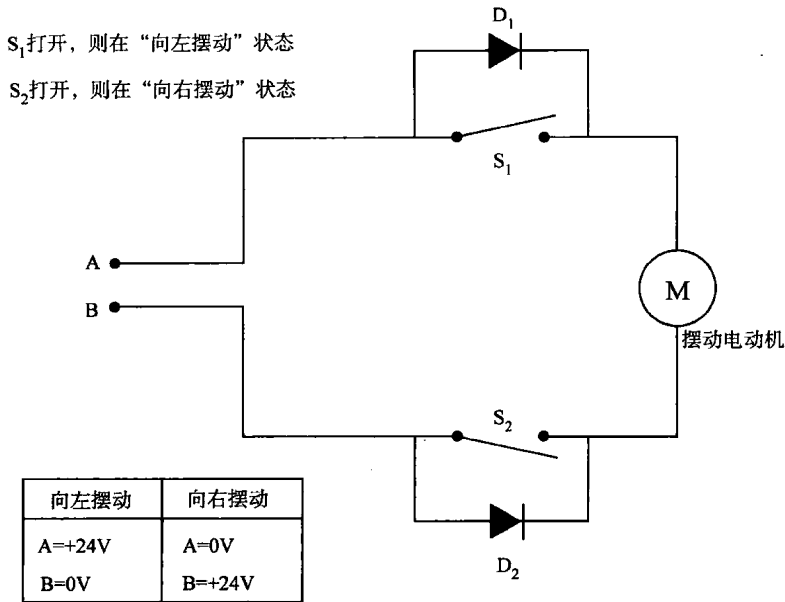 D₁
S₁打开，则在“向左摆动”状态
S₂打开，则在“向右摆动”状态
S₁
A
B
M
摆动电动机
S₂
向左摆动 向右摆动
A=+24V A=0V
B=0V B=+24V
D₂